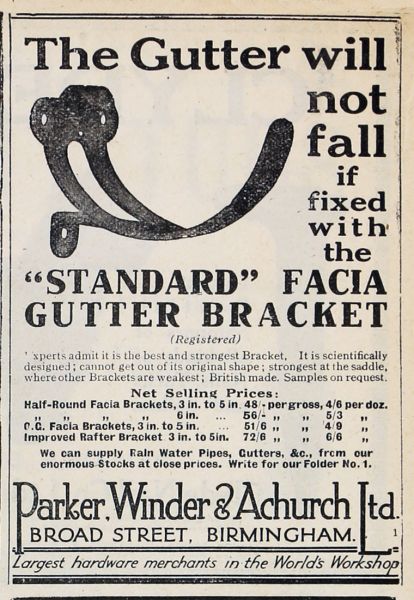 The Gutter will
not
fall
if
fixed
with
the
"STANDARD" FACIA
GUTTER BRACKET
(Registered)
'xperts admit it is the best and strongest Bracket, It is scientifically
designed; cannot get out of its original shape; strongest at the saddle,
where other Brackets are weakest; British made. Samples on request.
Net Selling Prices:
Half-Round Facia Brackets, 3 in. to 5 in. 48/- per gross, 4/6 per doz.
„ „ „ „ 6 in. ... 56/- „ „ 5/3 „
O.G. Facia Brackets, 3 in. to 5 in. ... 51/6 „ „ 4/9 „
Improved Rafter Bracket 3 in. to 5in. 72/6 „ „ 6/6 „
We can supply Rain Water Pipes, Gutters, &c., from our
enormous Stocks at close prices. Write for our Folder No. 1.
Parker, Winder & Achurch Ltd.
BROAD STREET, BIRMINGHAM.
1
Largest hardware merchants in the World's Workshop